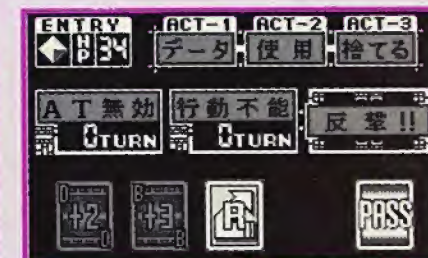 ENTRY ACT-1 ACT-2 ACT-3
HP 34 データ 使用 捨てる
AT無効 行動不能 反撃!!
0TURN 0TURN
D +2 D B +3 B A PASS